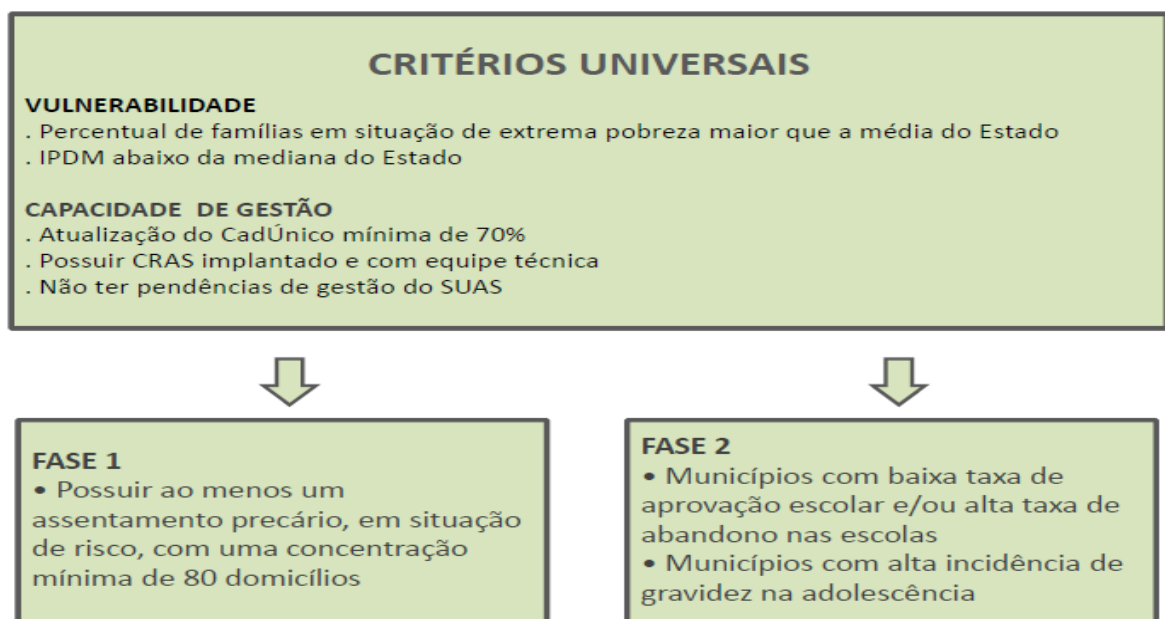 CRITÉRIOS UNIVERSAIS
VULNERABILIDADE
. Percentual de famílias em situação de extrema pobreza maior que a média do Estado
. IPDM abaixo da mediana do Estado
CAPACIDADE DE GESTÃO
. Atualização do CadÚnico mínima de 70%
. Possuir CRAS implantado e com equipe técnica
. Não ter pendências de gestão do SUAS
FASE 1
• Possuir ao menos um
assentamento precário, em situação
de risco, com uma concentração
mínima de 80 domicílios
FASE 2
• Municípios com baixa taxa de
aprovação escolar e/ou alta taxa de
abandono nas escolas
• Municípios com alta incidência de
gravidez na adolescência